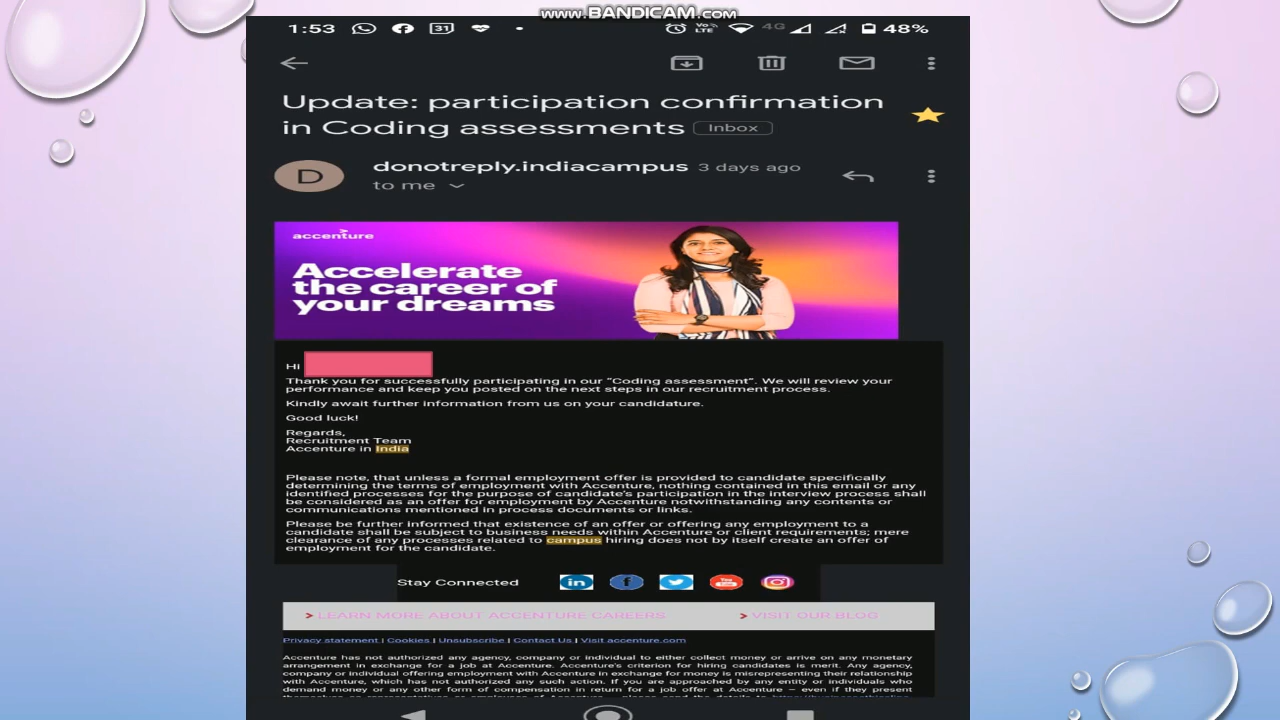 www.BANDICAM.com
1:53 31 Vo LTE 4G 48%
Update: participation confirmation
in Coding assessments Inbox
D
donotreply.indiacampus 3 days ago
to me
accenture
Accelerate
the career of
your dreams
Hi
Thank you for successfully participating in our "Coding assessment". We will review your
performance and keep you posted on the next steps in our recruitment process.
Kindly await further information from us on your candidature.
Good luck!
Regards,
Recruitment Team
Accenture in India
Please note, that unless a formal employment offer is provided to candidate specifically
determining the terms of employment with Accenture, nothing contained in this email or any
identified processes for the purpose of candidate's participation in the interview process shall
be considered as an offer for employment by Accenture notwithstanding any contents or
communications mentioned in process documents or links.
Please be further informed that existence of an offer or offering any employment to a
candidate shall be subject to business needs within Accenture or client requirements; mere
clearance of any processes related to campus hiring does not by itself create an offer of
employment for the candidate.
Stay Connected in f You Tube
> LEARN MORE ABOUT ACCENTURE CAREERS > VISIT OUR BLOG
Privacy statement | Cookies | Unsubscribe | Contact Us | Visit accenture.com
Accenture has not authorized any agency, company or individual to either collect money or arrive on any monetary
arrangement in exchange for a job at Accenture. Accenture's criterion for hiring candidates is merit. Any agency,
company or individual offering employment with Accenture in exchange for money is misrepresenting their relationship
with Accenture, which has not authorized any such action. If you are approached by any entity or individuals who
demand money or any other form of compensation in return for a job offer at Accenture – even if they present